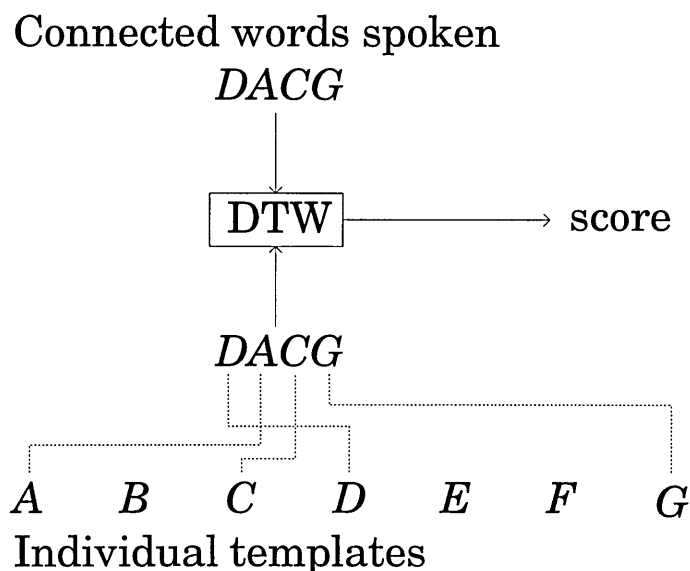 Connected words spoken
DACG
DTW score
DACG
A B C D E F G
Individual templates